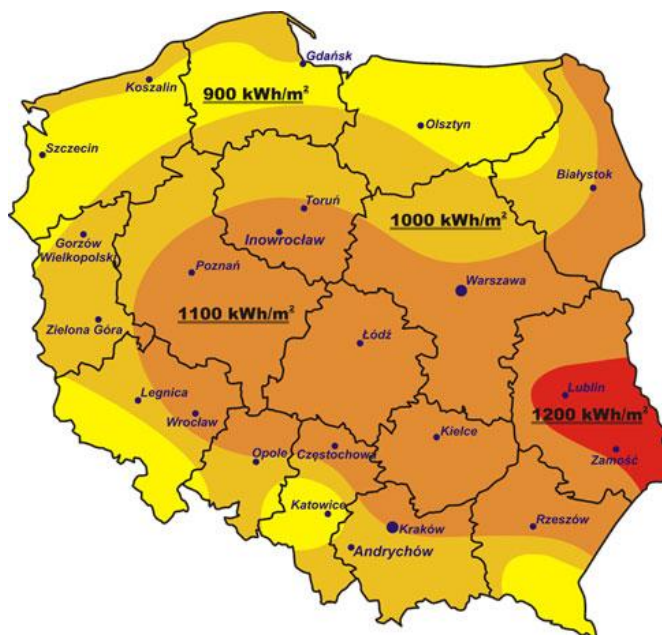 Gdańsk
Koszalin
900 kWh/m²
Olsztyn
Szczecin
Białystok
Toruń
1000 kWh/m²
Gorzów
Wielkopolski
Inowrocław
Poznań
Warszawa
1100 kWh/m²
Zielona Góra
Łódź
Legnica
Lublin
Wrocław
1200 kWh/m²
Kielce
Opole
Częstochowa
Zamość
Katowice
Kraków
Rzeszów
Andrychów